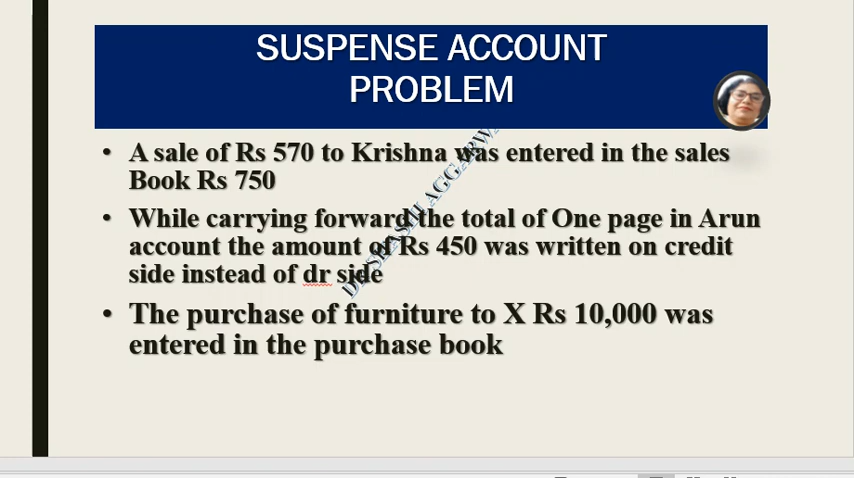 SUSPENSE ACCOUNT
PROBLEM
• A sale of Rs 570 to Krishna was entered in the sales
Book Rs 750
• While carrying forward the total of One page in Arun
account the amount of Rs 450 was written on credit
side instead of dr side
• The purchase of furniture to X Rs 10,000 was
entered in the purchase book